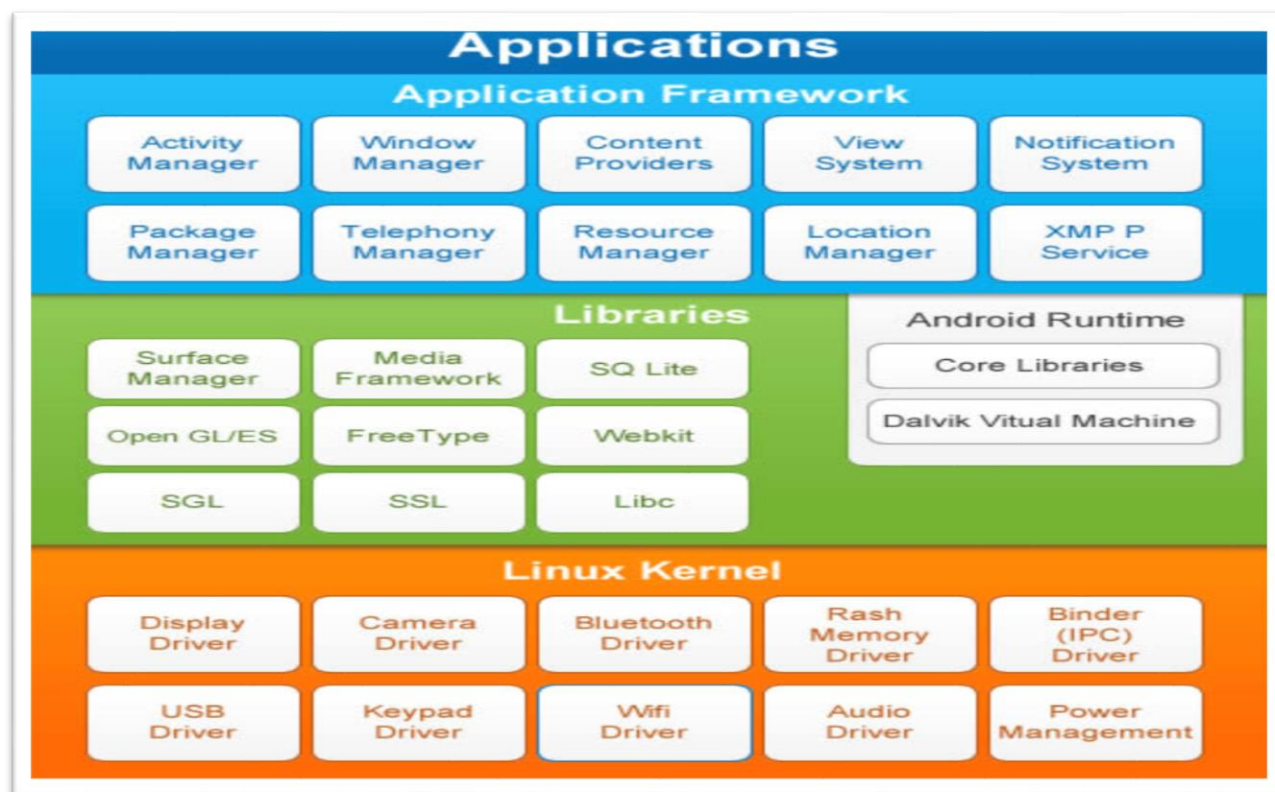 Applications
Application Framework
Activity
Manager
Window
Manager
Content
Providers
View
System
Notification
System
Package
Manager
Telephony
Manager
Resource
Manager
Location
Manager
XMP P
Service
Libraries
Surface
Manager
Media
Framework
SQ Lite
Open GL/ES
FreeType
Webkit
SGL
SSL
Libc
Android Runtime
Core Libraries
Dalvik Vitual Machine
Linux Kernel
Display
Driver
Camera
Driver
Bluetooth
Driver
Rash
Memory
Driver
Binder
(IPC)
Driver
USB
Driver
Keypad
Driver
Wifi
Driver
Audio
Driver
Power
Management